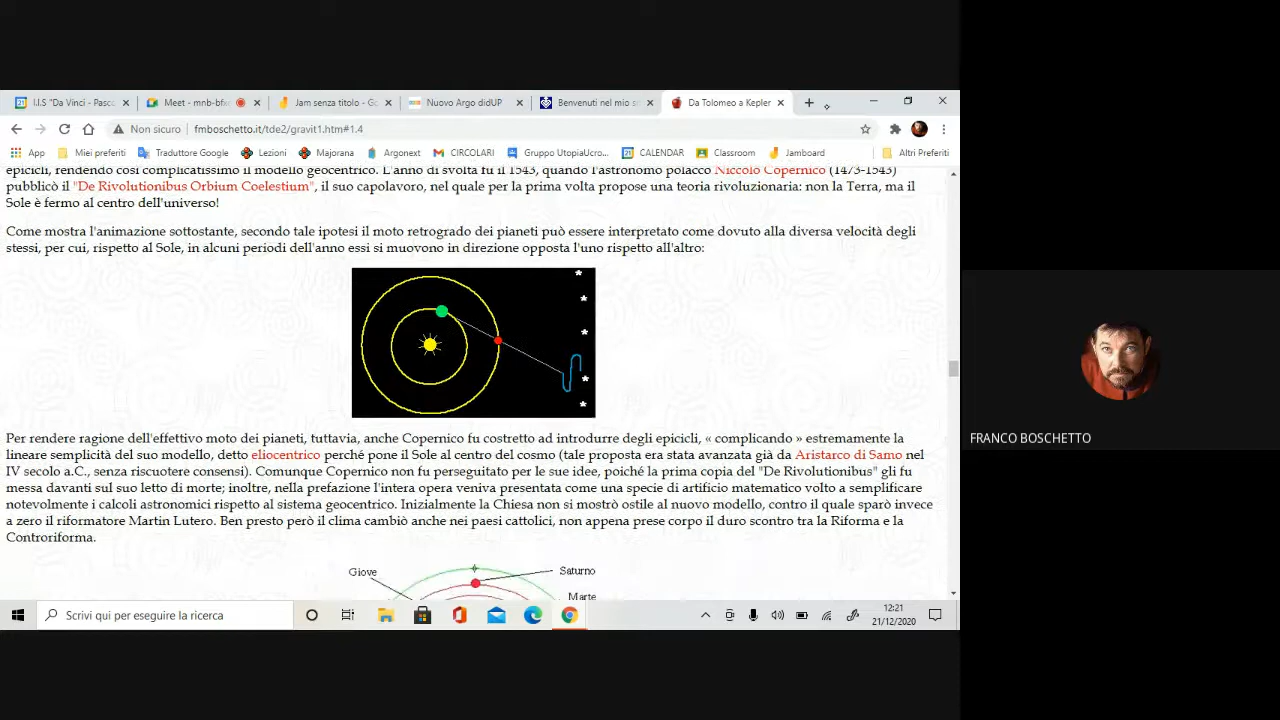 I.I.S "Da Vinci - Pasc
Meet - mnb-bf
Jam senza titolo - Go
Nuovo Argo didUP
Benvenuti nel mio si
Da Tolomeo a Kepler
Non sicuro
fmboschetto.it/tde2/gravit1.htm#1.4
App
Miei preferiti
Traduttore Google
Lezioni
Majorana
Argonext
CIRCOLARI
Gruppo UtopiaUcro...
CALENDAR
Classroom
Jamboard
Altri Preferiti
epicicli, rendendo così complicatissimo il modello geocentrico. L'anno di svolta fu il 1543, quando l'astronomo polacco Niccolò Copernico (1473-1543)
pubblicò il "De Rivolutionibus Orbium Coelestium", il suo capolavoro, nel quale per la prima volta propose una teoria rivoluzionaria: non la Terra, ma il
Sole è fermo al centro dell'universo!
Come mostra l'animazione sottostante, secondo tale ipotesi il moto retrogrado dei pianeti può essere interpretato come dovuto alla diversa velocità degli
stessi, per cui, rispetto al Sole, in alcuni periodi dell'anno essi si muovono in direzione opposta l'uno rispetto all'altro:
Per rendere ragione dell'effettivo moto dei pianeti, tuttavia, anche Copernico fu costretto ad introdurre degli epicicli, « complicando » estremamente la
lineare semplicità del suo modello, detto eliocentrico perché pone il Sole al centro del cosmo (tale proposta era stata avanzata già da Aristarco di Samo nel
IV secolo a.C., senza riscuotere consensi). Comunque Copernico non fu perseguitato per le sue idee, poiché la prima copia del "De Rivolutionibus" gli fu
messa davanti sul suo letto di morte; inoltre, nella prefazione l'intera opera veniva presentata come una specie di artificio matematico volto a semplificare
notevolmente i calcoli astronomici rispetto al sistema geocentrico. Inizialmente la Chiesa non si mostrò ostile al nuovo modello, contro il quale sparò invece
a zero il riformatore Martin Lutero. Ben presto però il clima cambiò anche nei paesi cattolici, non appena prese corpo il duro scontro tra la Riforma e la
Controriforma.
Giove
Saturno
Marte
FRANCO BOSCHETTO
Scrivi qui per eseguire la ricerca
12:21
21/12/2020